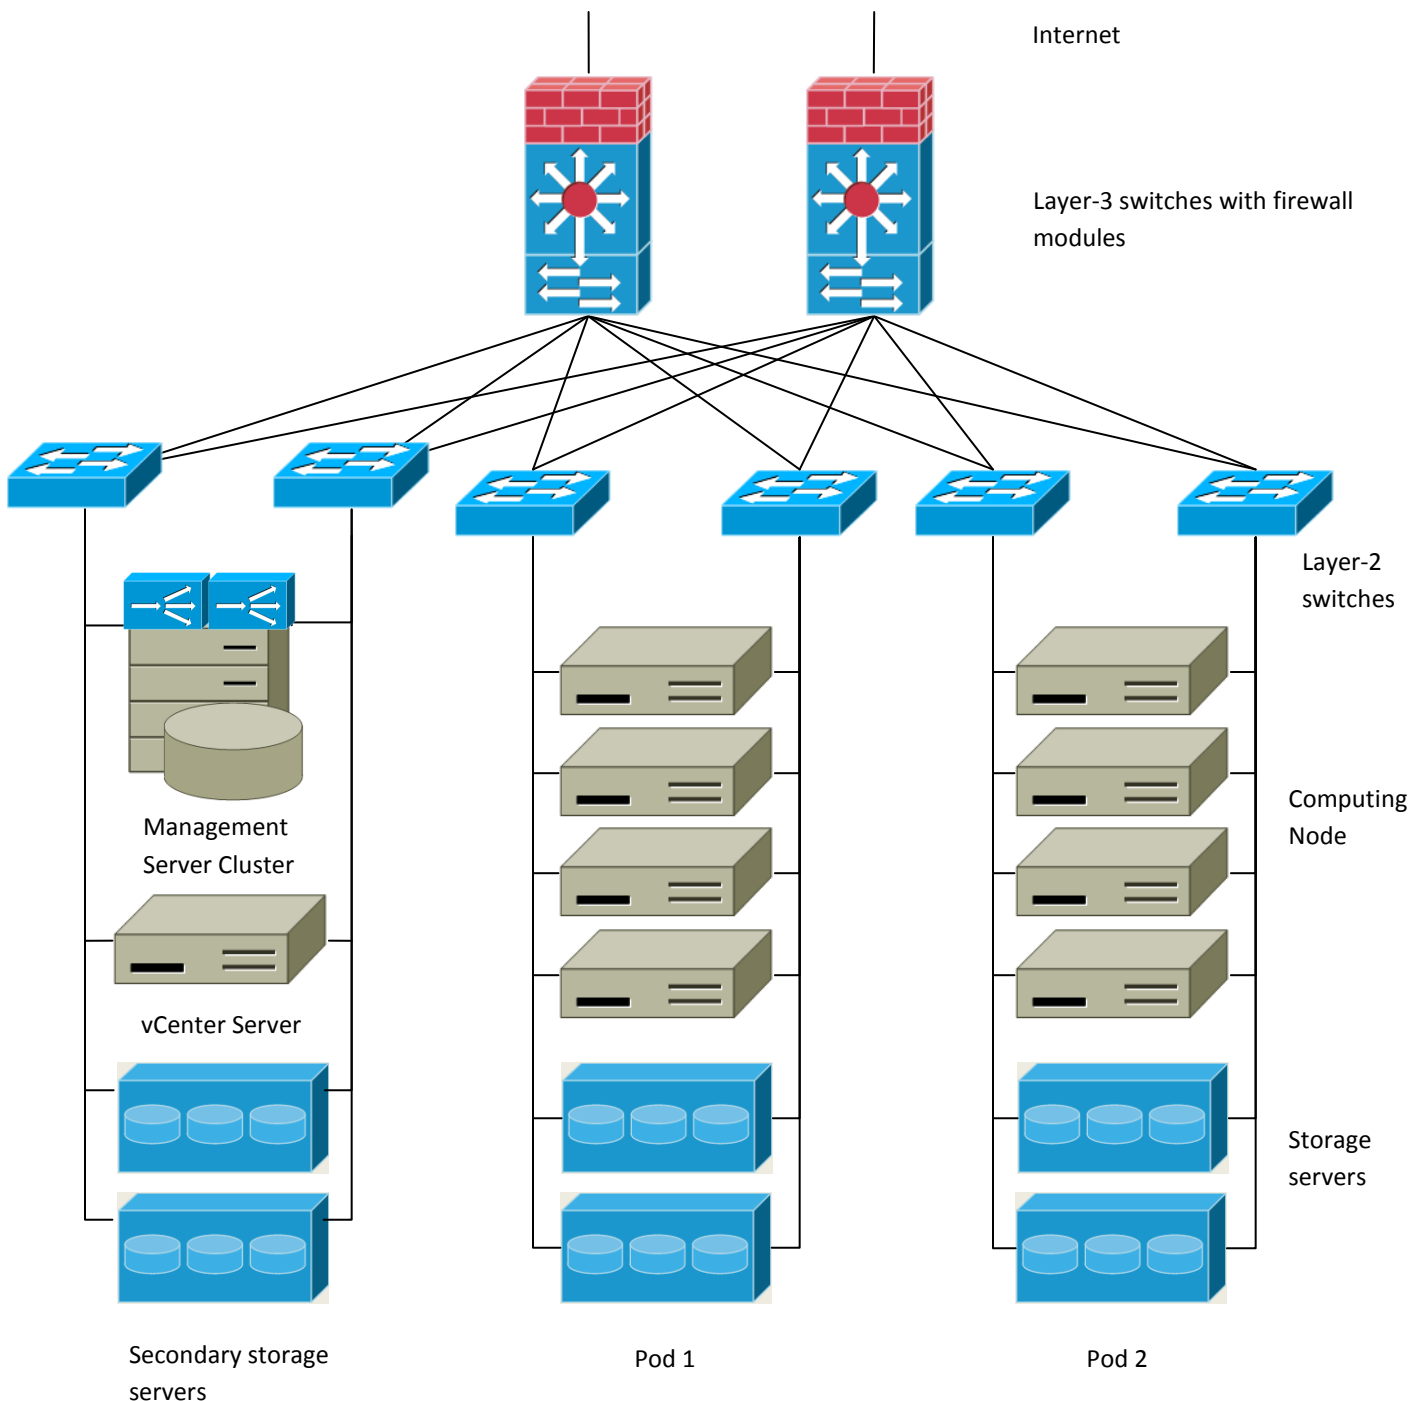 Internet
Layer-3 switches with firewall
modules
Layer-2
switches
Management
Server Cluster
Computing
Node
vCenter Server
Storage
servers
Secondary storage
servers
Pod 1
Pod 2